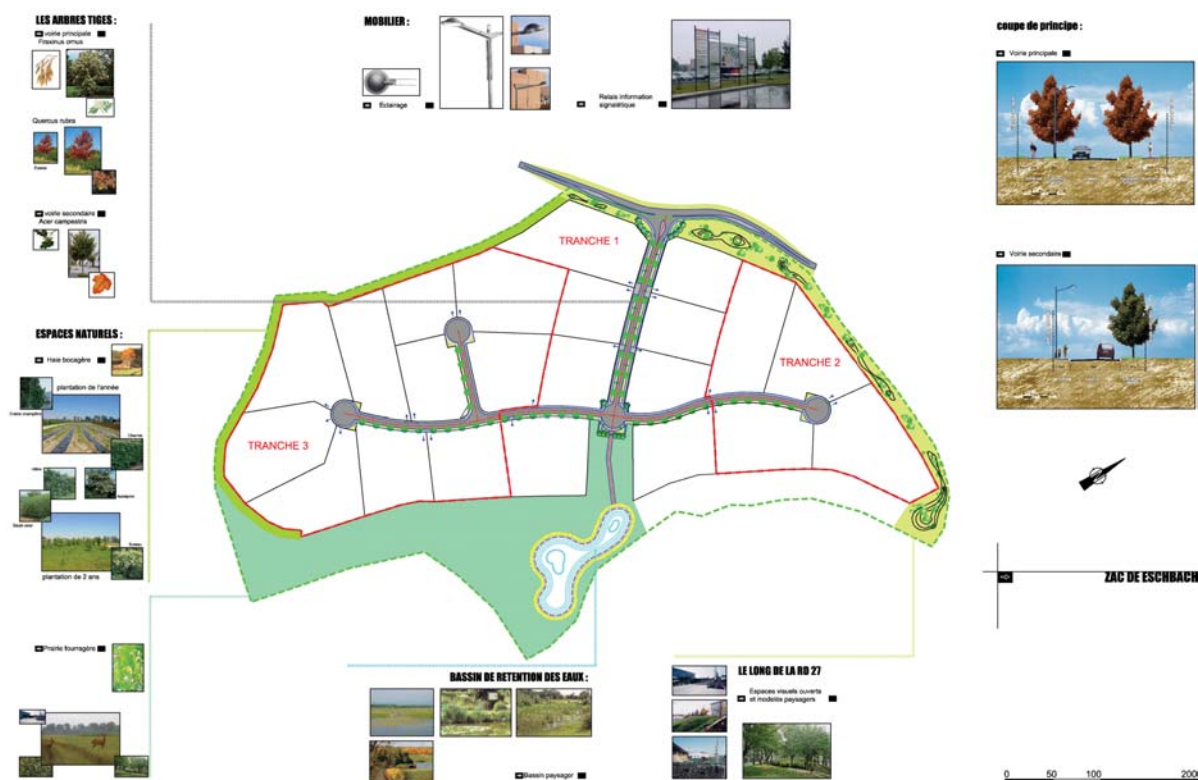 LES ARBRES TIGES :
voirie principale
Fraxinus ornus
Quercus rubra
voirie secondaire
Acer campestris
ESPACES NATURELS :
Haie bocagère
plantation de l'année
Charme
plantation de 2 ans
Prairie fourragère
MOBILIER :
Eclairage
Relais information
signalétique
TRANCHE 1
TRANCHE 2
TRANCHE 3
BASSIN DE RETENTION DES EAUX :
Bassin paysager
LE LONG DE LA RD 27
Espaces visuels ouverts
et modelés paysagers
coupe de principe :
Voirie principale
Voirie secondaire
ZAC DE ESCHBACH
0 50 100 200